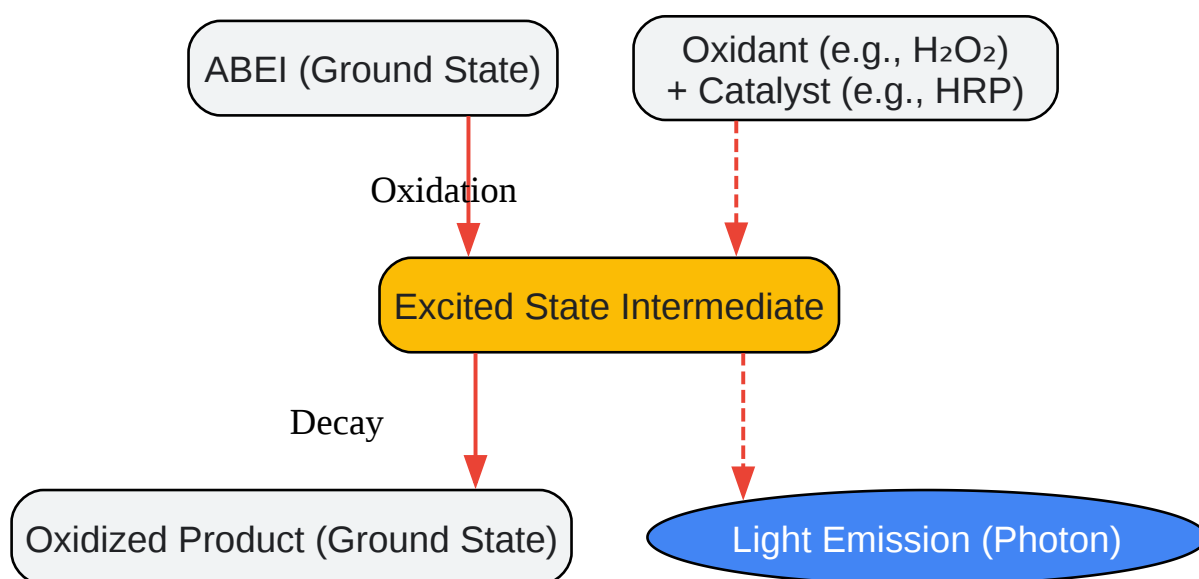 ABEI (Ground State)
Oxidant (e.g., H₂O₂)
+ Catalyst (e.g., HRP)
Oxidation
Excited State Intermediate
Decay
Oxidized Product (Ground State)
Light Emission (Photon)